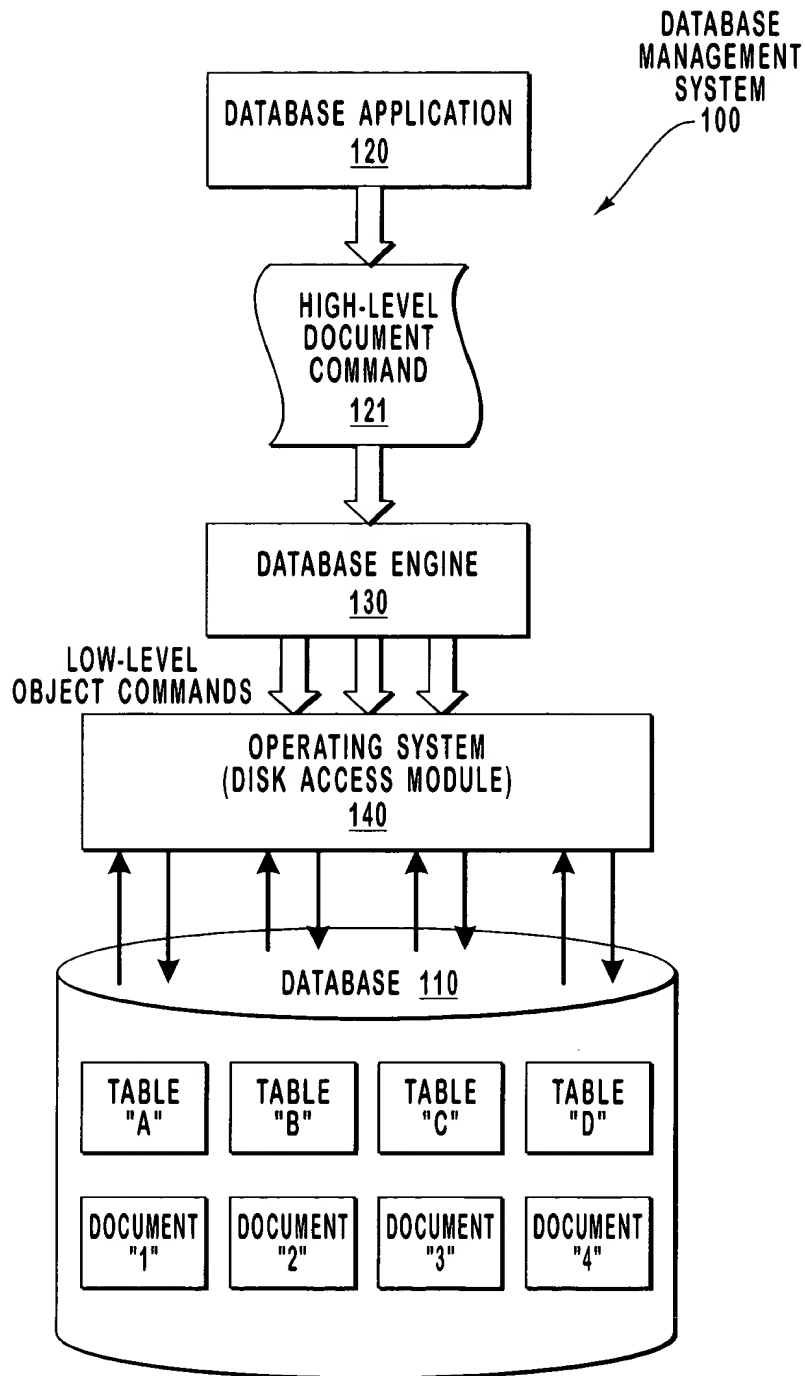 DATABASE
MANAGEMENT
SYSTEM
100
DATABASE APPLICATION
120
HIGH-LEVEL
DOCUMENT
COMMAND
121
DATABASE ENGINE
130
LOW-LEVEL
OBJECT COMMANDS
OPERATING SYSTEM
(DISK ACCESS MODULE)
140
DATABASE 110
TABLE
"A"
TABLE
"B"
TABLE
"C"
TABLE
"D"
DOCUMENT
"1"
DOCUMENT
"2"
DOCUMENT
"3"
DOCUMENT
"4"